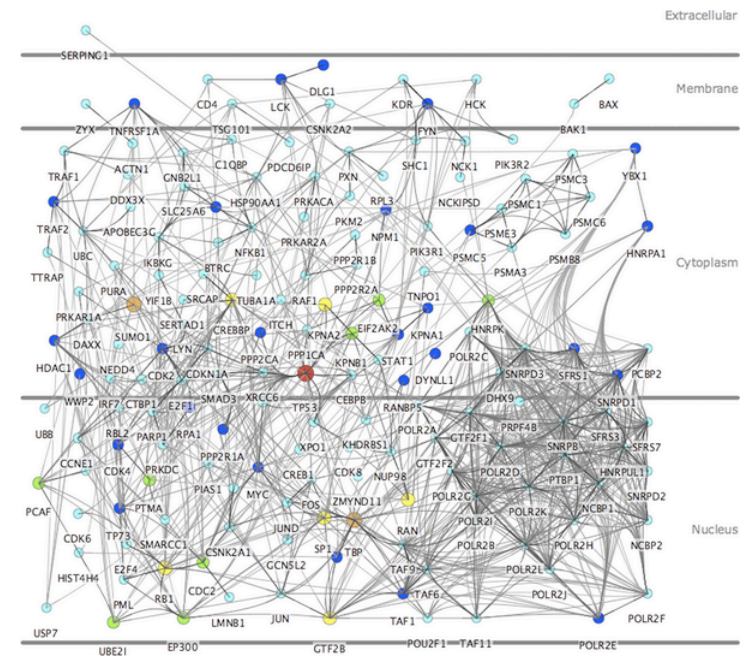 Extracellular
SERPING1
DLG1
Membrane
CD4 LCK KDR HCK BAX
ZYX TNFRSF1A TSG101 CSNK2A2 FYN BAK1
TRAF1 ACTN1 GNB2L1 C1QBP PDCD6IP PXN SHC1 NCK1 PIK3R2 PSMC3 YBX1
DDX3X SLC25A6 HSP90AA1 PRKACA RPL3 NCKIPSD PSMC1 PSMC6
TRAF2 APOBEC3G PKM2 NPM1 PSME3
UBC NFKB1 PRKAR2A PIK3R1 PSMC5 PSMB8 HNRPA1
TTRAP IKBKG BTRC PPP2R1B PSMA3 Cytoplasm
PURA YIF1B SRCAP TUBA1A RAF1 PPP2R2A TNPO1
PRKAR1A SERTAD1 CREBBP ITCH KPNA2 EIF2AK2 KPNA1 HNRPK
DAXX SUMO1 LYN PPP2CA PPP1CA KPNB1 STAT1 POLR2C
HDAC1 NEDD4 CDK2 CDKN1A DYNLL1 SNRPD3 SFRS1 PCBP2
WWP2 IRF7 CTBP1 E2F1 SMAD3 XRCC6 TP53 CEBPB RANBP5 DHX9 SNRPD1
UBB RBL2 PARP1 RPA1 POLR2A GTF2F1 PRPF4B SFRS3
CCNE1 CDK4 PRKDC PPP2R1A XPO1 KHDRBS1 GTF2F2 SNRPB SFRS7
PIAS1 MYC CREB1 CDK8 NUP98 POLR2D PTBP1 HNRPUL1
PCAF PTMA FOS ZMYND11 POLR2G POLR2K NCBP1 SNRPD2
CDK6 TP73 SMARCC1 JUND RAN POLR2I Nucleus
HIST4H4 E2F4 CSNK2A1 SP1 TBP POLR2B POLR2H NCBP2
PML RB1 CDC2 GCN5L2 TAF9 POLR2L
USP7 LMNB1 JUN TAF6 POLR2J
UBE2I EP300 GTF2B TAF1 POU2F1 TAF11 POLR2E POLR2F